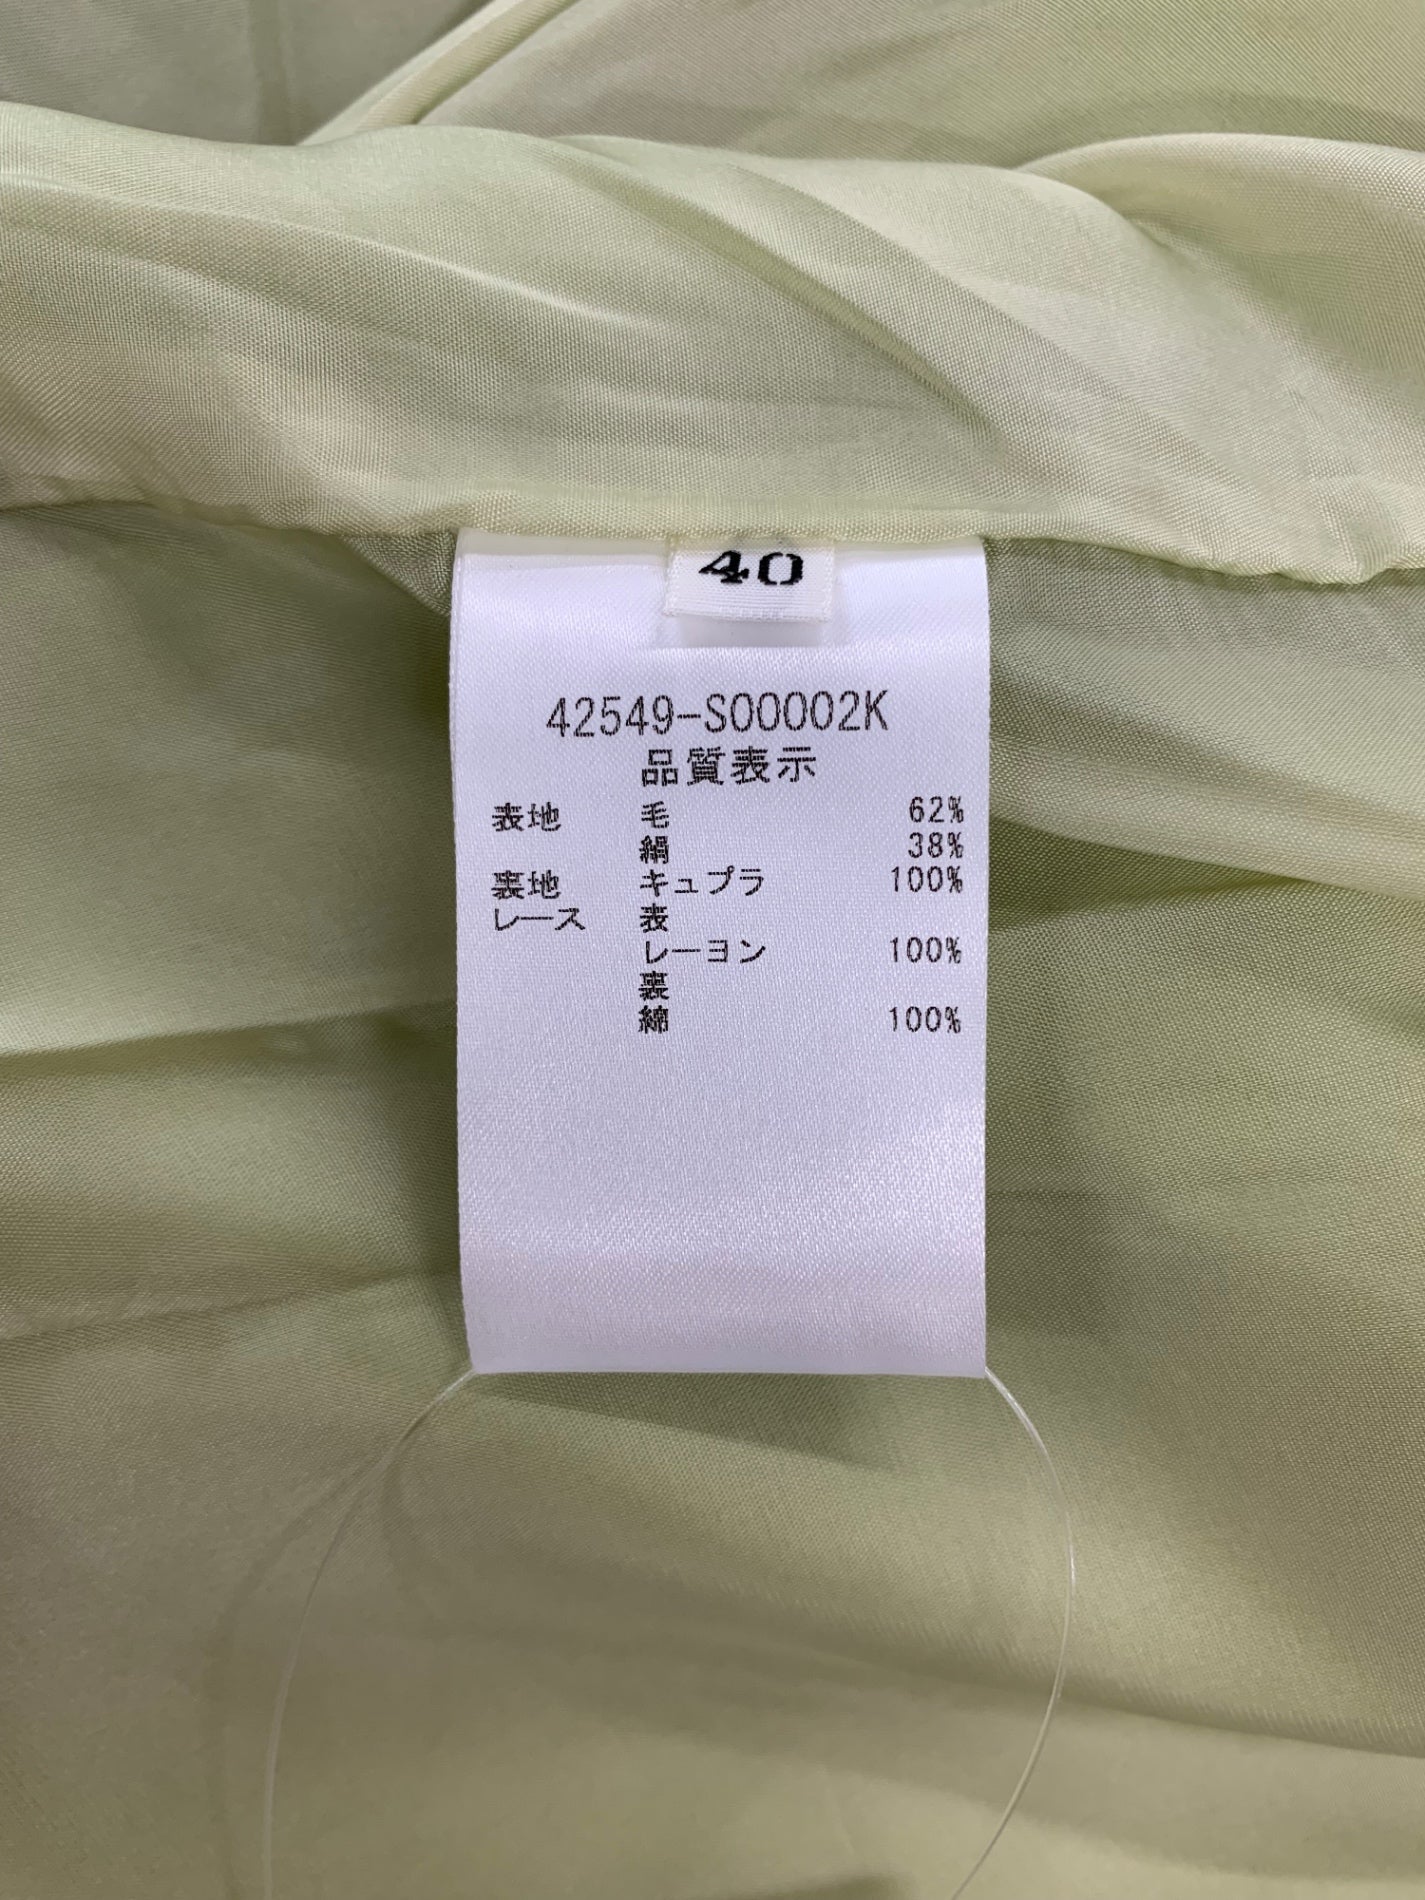 40
42549-S00002K
品質表示
表地 毛 62%
絹 38%
裏地 キュプラ 100%
レース 表
レーヨン 100%
裏
綿 100%